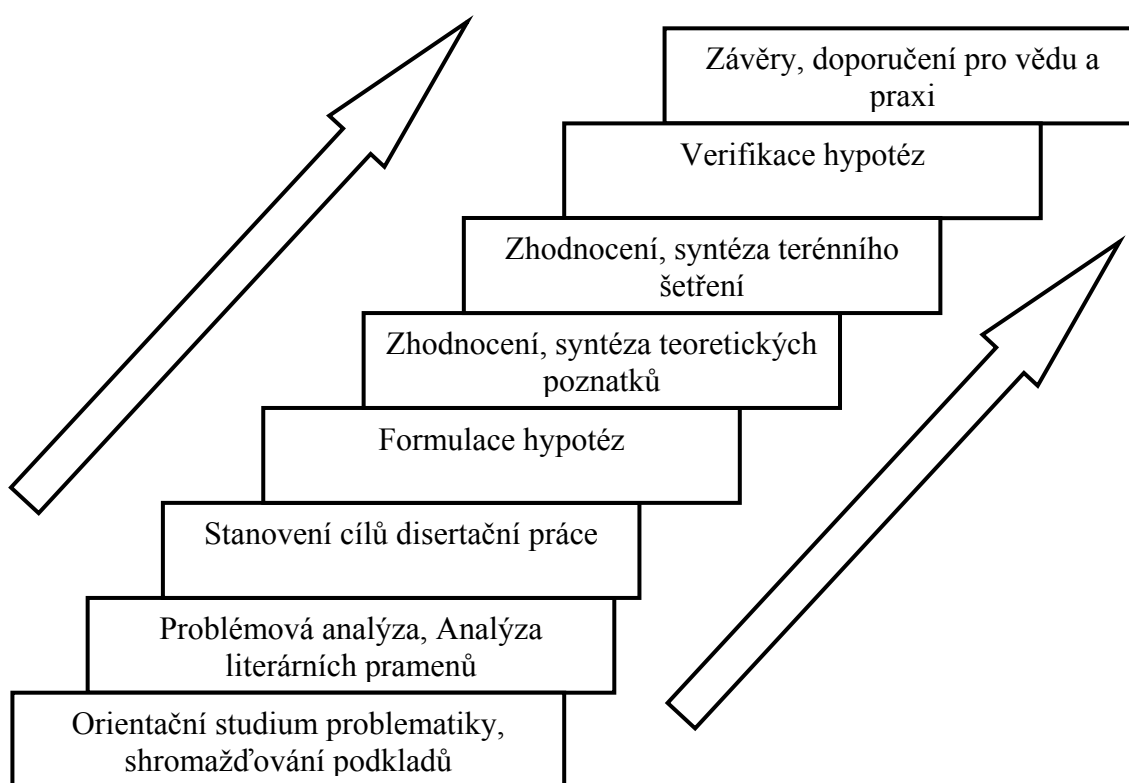 Závěry, doporučení pro vědu a
praxi
Verifikace hypotéz
Zhodnocení, syntéza terénního
šetření
Zhodnocení, syntéza teoretických
poznatků
Formulace hypotéz
Stanovení cílů disertační práce
Problémová analýza, Analýza
literárních pramenů
Orientační studium problematiky,
shromažďování podkladů